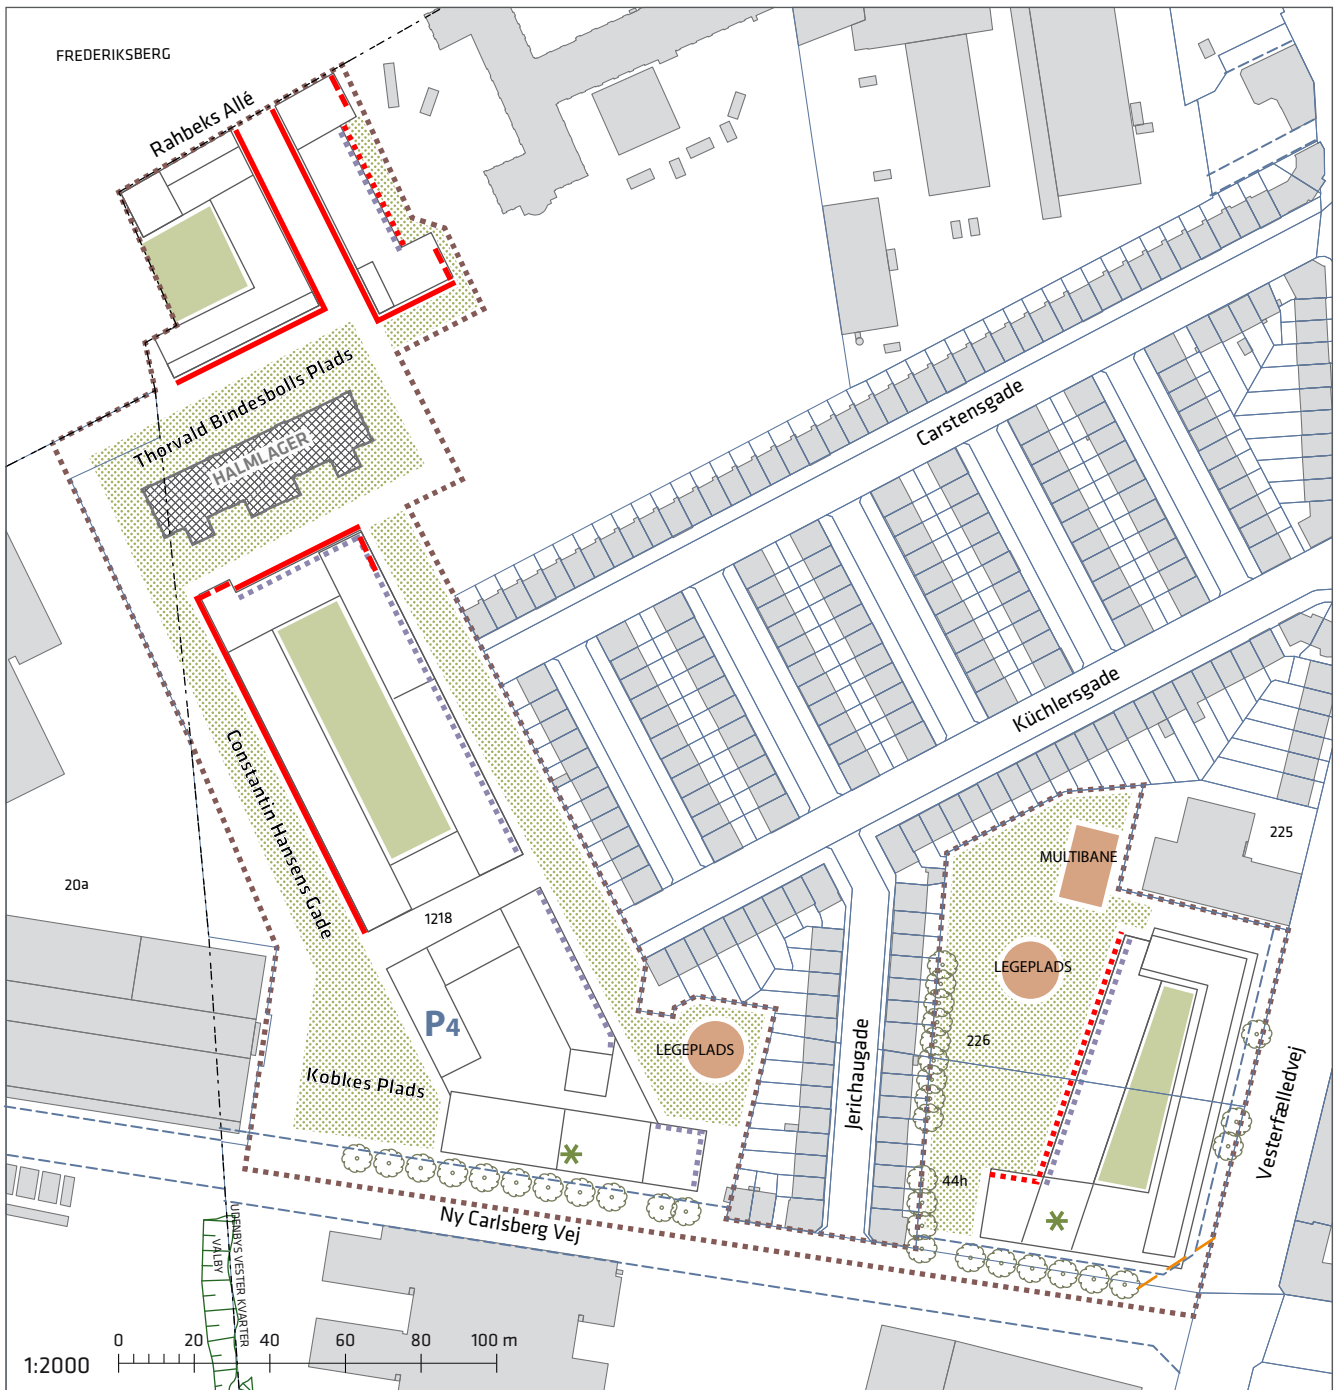 FREDERIKSBERG
Rahbeks Allé
Thorvald Bindesbolls Plads
HALMLAGER
Carstensgade
Küchlersgade
Constantin Hansens Gade
MULTIBANE
225
20a
1218
LEGEPLADS
P4
226
LEGEPLADS
Jerichaugade
Vesterfælledvej
Kobkes Plads
44h
Ny Carlsberg Vej
UDENBYS VESTER KVARTER
VALBY
0 20 40 60 80 100 m
1:2000